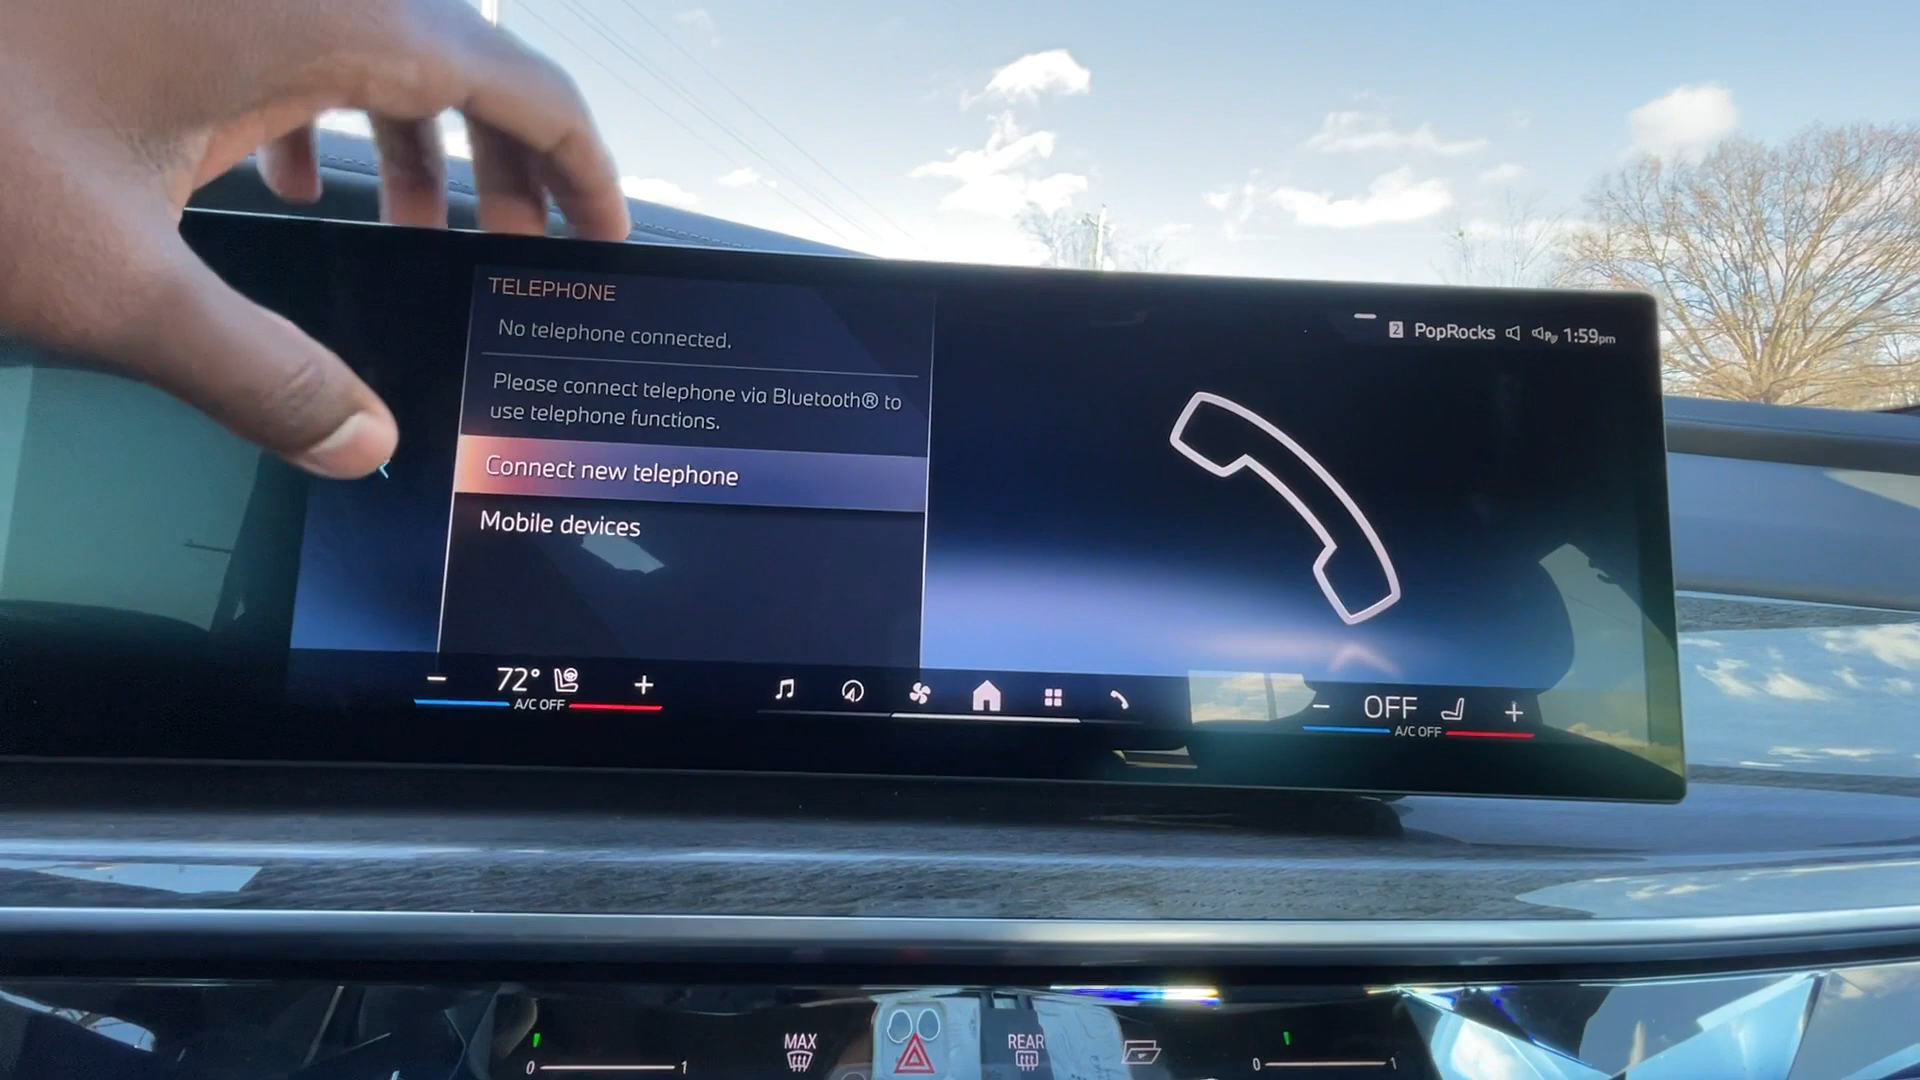 TELEPHONE
No telephone connected.
Please connect telephone via Bluetooth® to
use telephone functions.
Connect new telephone
Mobile devices
2 PopRocks 1:59pm
− 72° +
A/C OFF
− OFF +
A/C OFF
0 1
MAX
REAR
0 1